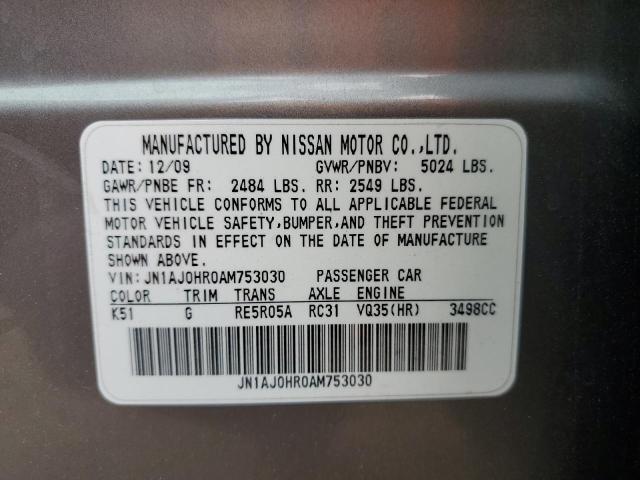 MANUFACTURED BY NISSAN MOTOR CO.,LTD.
DATE: 12/09 GVWR/PNBV: 5024 LBS.
GAWR/PNBE FR: 2484 LBS. RR: 2549 LBS.
THIS VEHICLE CONFORMS TO ALL APPLICABLE FEDERAL
MOTOR VEHICLE SAFETY,BUMPER,AND THEFT PREVENTION
STANDARDS IN EFFECT ON THE DATE OF MANUFACTURE
SHOWN ABOVE.
VIN:JN1AJ0HR0AM753030 PASSENGER CAR
COLOR TRIM TRANS AXLE ENGINE
K51 G RE5R05A RC31 VQ35(HR) 3498CC
JN1AJ0HR0AM753030